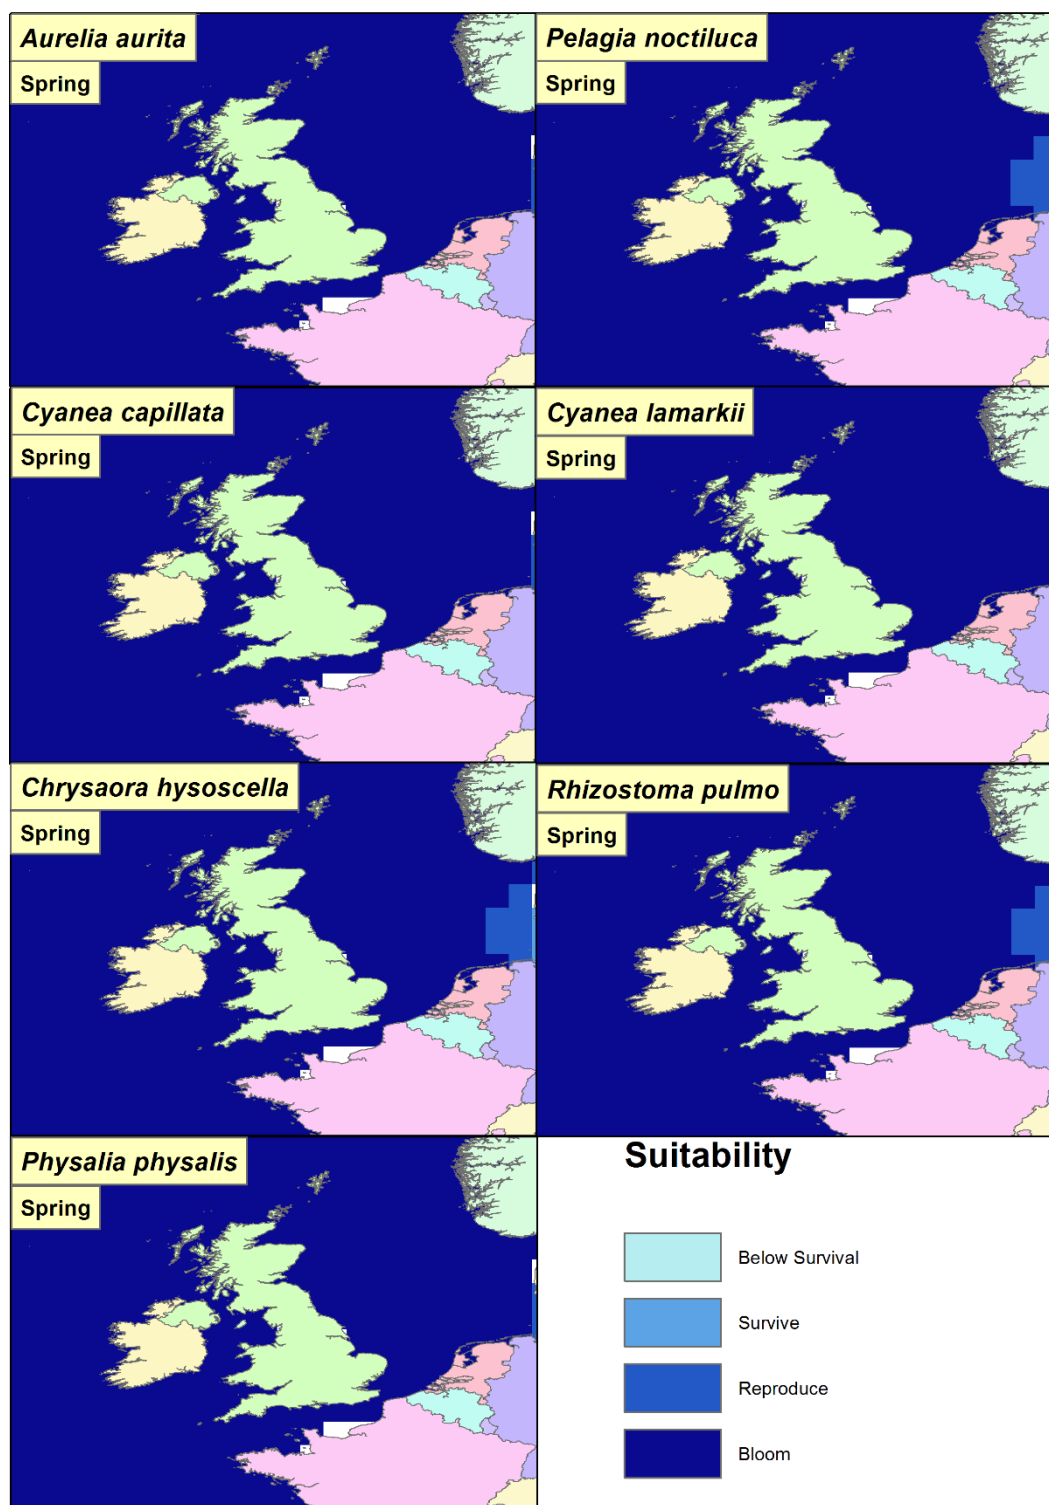 Aurelia aurita
Spring
Pelagia noctiluca
Spring
Cyanea capillata
Spring
Cyanea lamarkii
Spring
Chrysaora hysoscella
Spring
Rhizostoma pulmo
Spring
Physalia physalis
Spring
Suitability
Below Survival
Survive
Reproduce
Bloom